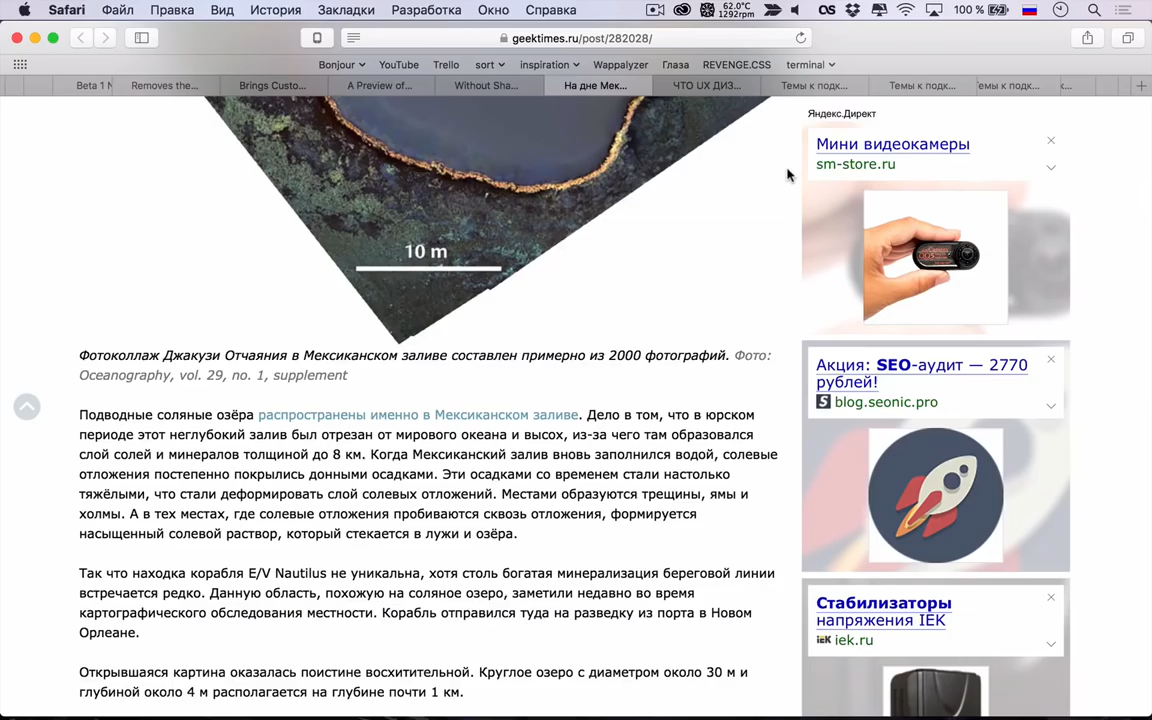 Safari Файл Правка Вид История Закладки Разработка Окно Справка 62.0°C 1292rpm 100 %
geektimes.ru/post/282028/
Bonjour YouTube Trello sort inspiration Wappalyzer Глаза REVENGE.CSS terminal
Beta 1 N Removes the... Brings Custo... A Preview of... Without Sha... На дне Мек... ЧТО UX ДИЗ... Темы к подк... Темы к подк... емы к подк...
10 m
Фотоколлаж Джакузи Отчаяния в Мексиканском заливе составлен примерно из 2000 фотографий. Фото:
Oceanography, vol. 29, no. 1, supplement
Подводные соляные озёра распространены именно в Мексиканском заливе. Дело в том, что в юрском
периоде этот неглубокий залив был отрезан от мирового океана и высох, из-за чего там образовался
слой солей и минералов толщиной до 8 км. Когда Мексиканский залив вновь заполнился водой, солевые
отложения постепенно покрылись донными осадками. Эти осадками со временем стали настолько
тяжёлыми, что стали деформировать слой солевых отложений. Местами образуются трещины, ямы и
холмы. А в тех местах, где солевые отложения пробиваются сквозь отложения, формируется
насыщенный солевой раствор, который стекается в лужи и озёра.
Так что находка корабля E/V Nautilus не уникальна, хотя столь богатая минерализация береговой линии
встречается редко. Данную область, похожую на соляное озеро, заметили недавно во время
картографического обследования местности. Корабль отправился туда на разведку из порта в Новом
Орлеане.
Открывшаяся картина оказалась поистине восхитительной. Круглое озеро с диаметром около 30 м и
глубиной около 4 м располагается на глубине почти 1 км.
Яндекс.Директ
Мини видеокамеры
sm-store.ru
Акция: SEO-аудит — 2770
рублей!
blog.seonic.pro
Стабилизаторы
напряжения IEK
iek.ru